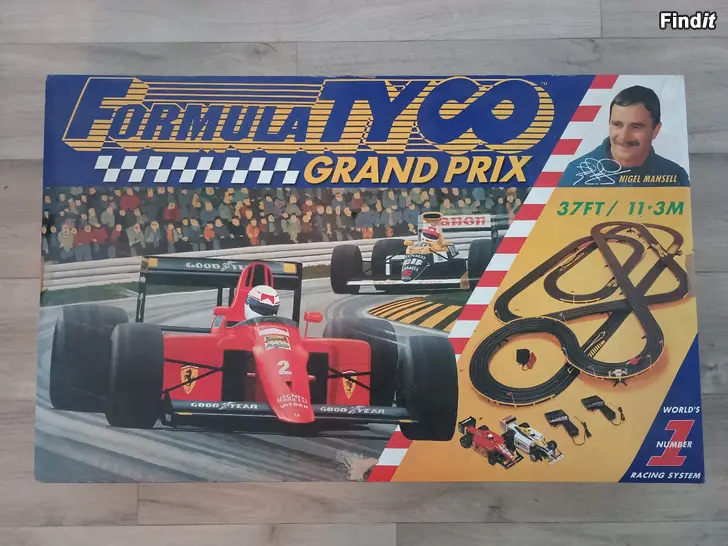 Findit
FORMULA TYCO
TM
GRAND PRIX
NIGEL MANSELL
37FT/ 11·3M
GOOD YEAR
Canon
2
GOOD YEAR
GOOD YEAR
WORLD'S
NUMBER
1
RACING SYSTEM